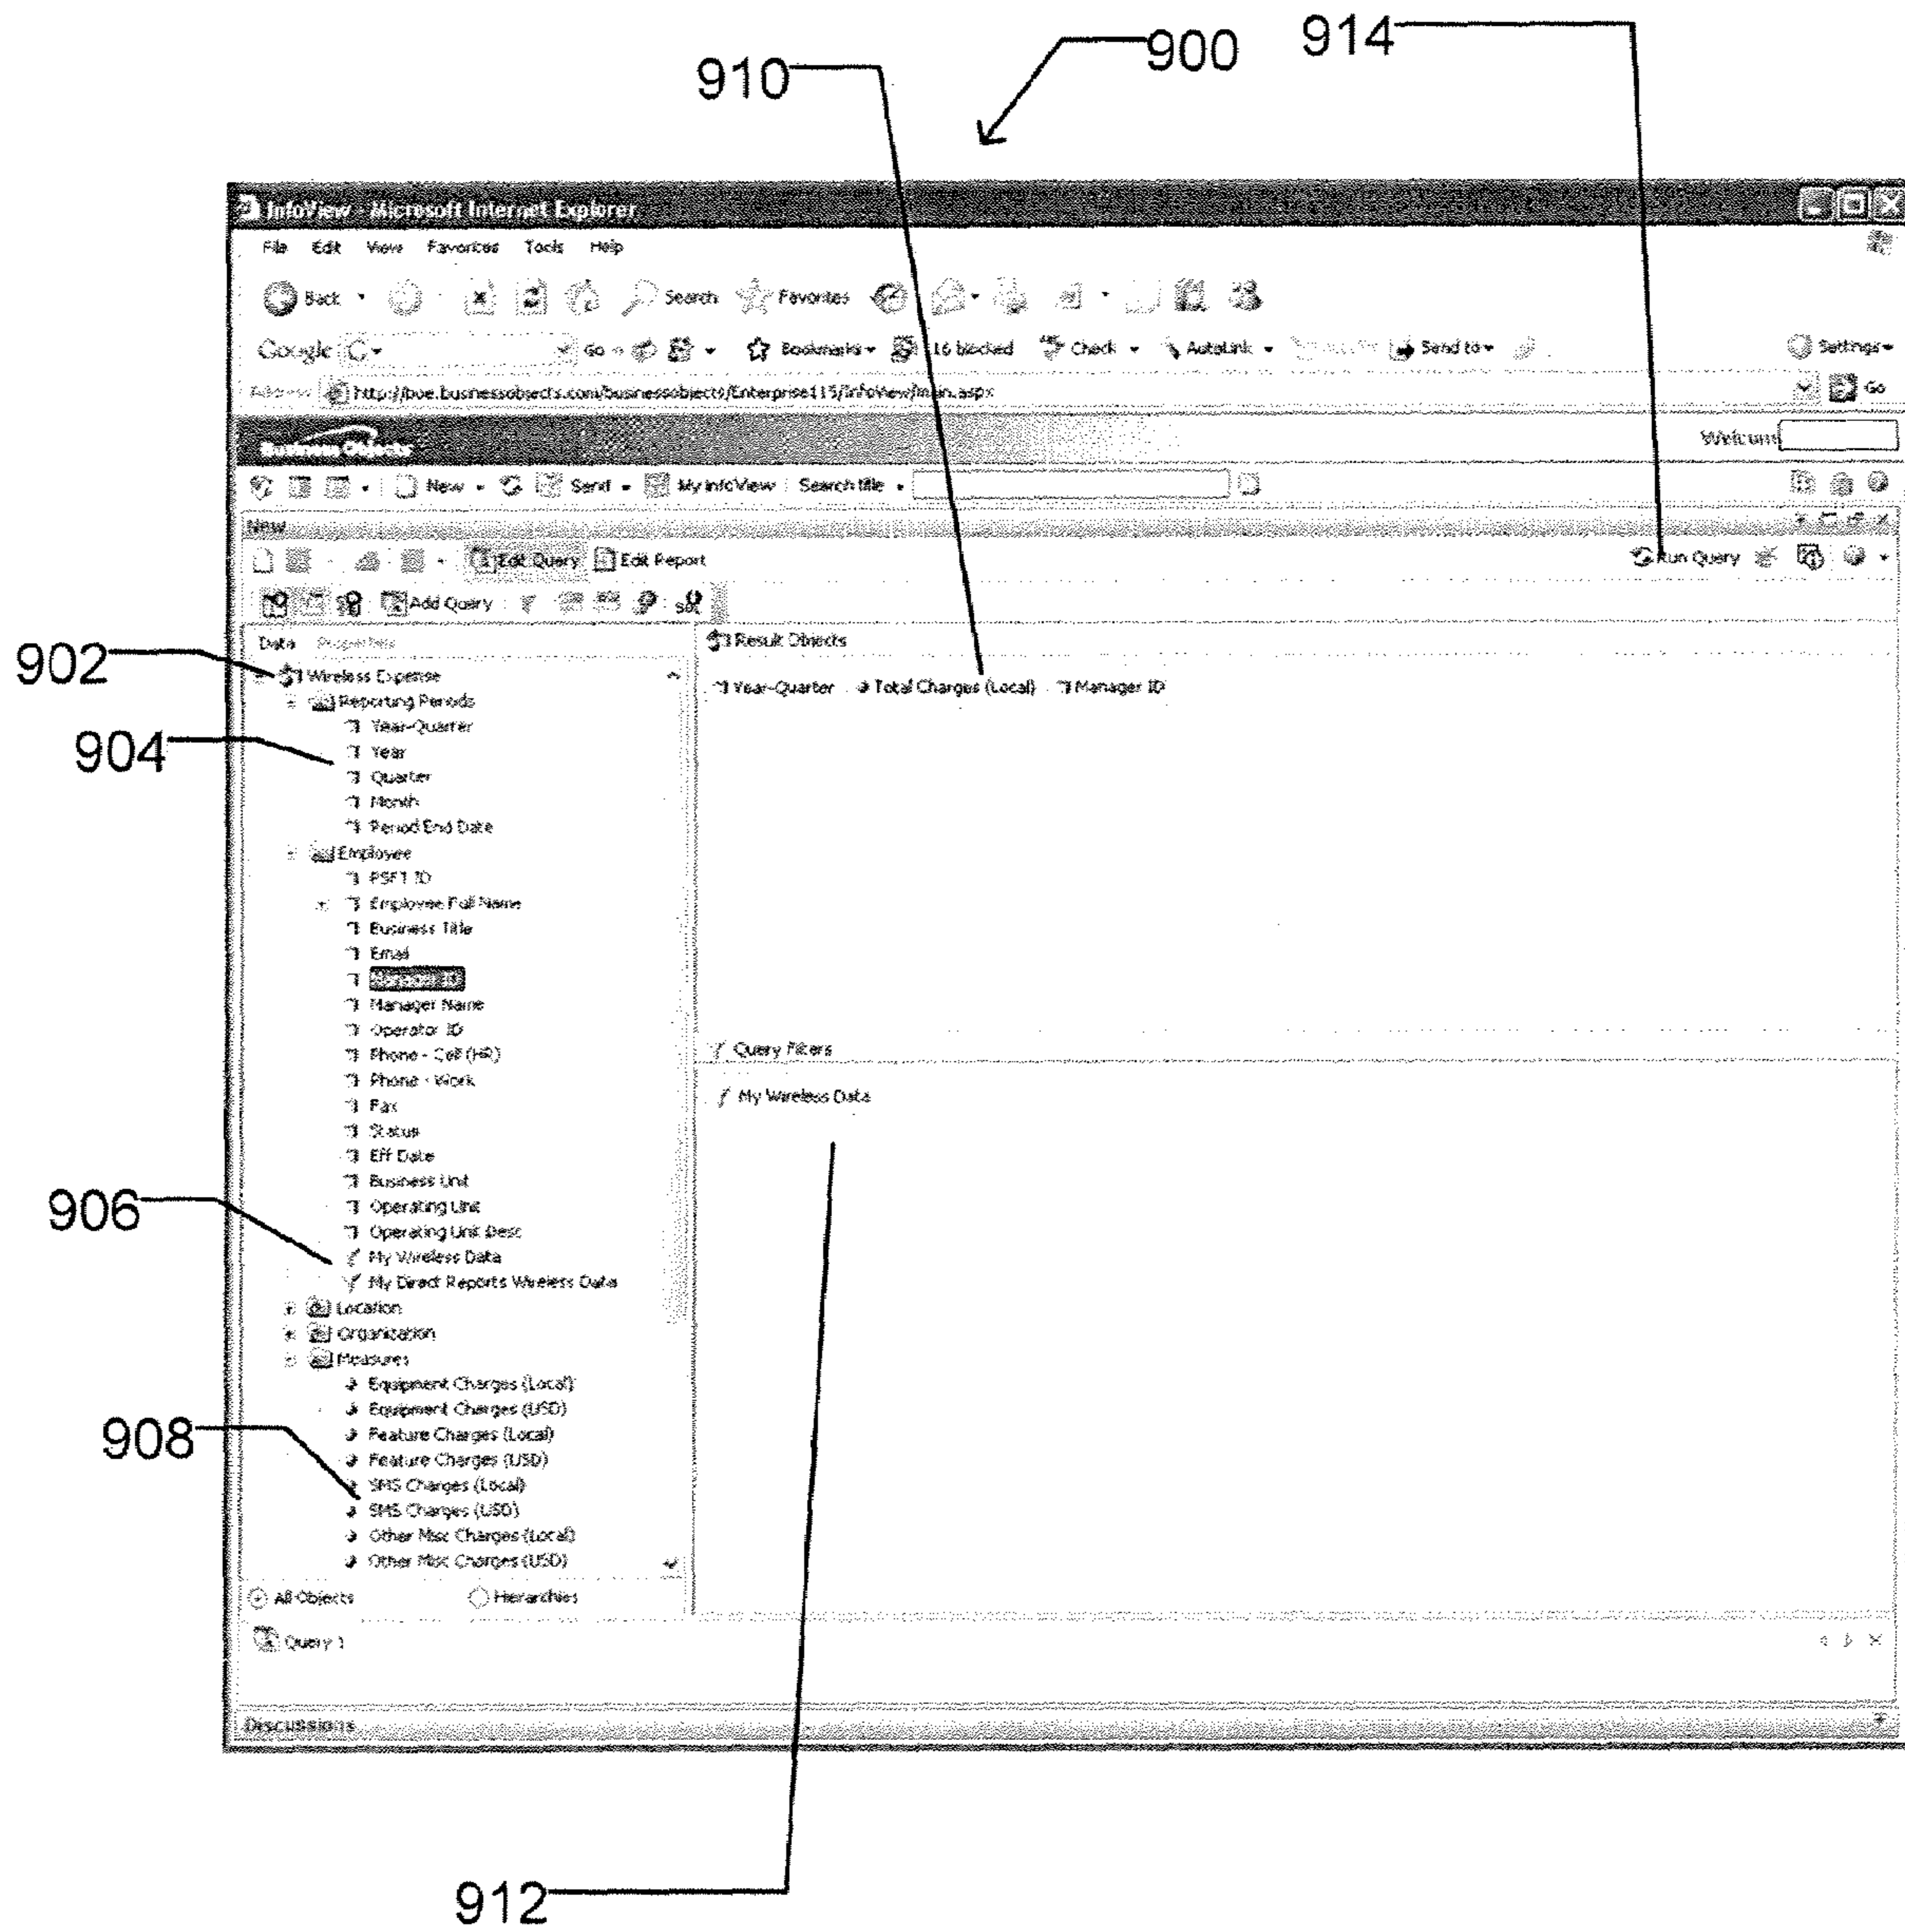 900
914
910
InfoView - Microsoft Internet Explorer
File Edit View Favorites Tools Help
Back Search Favorites
Google Go Bookmarks 16 blocked Check AutoLink Send to Settings
Address http://boe.businessobjects.com/businessobjects/Enterprise115/InfoView/main.aspx Go
Business Objects Welcome
New Send My InfoView Search title
New
Edit Query Edit Report Run Query
Add Query SQL
Data Properties
Result Objects
902
Wireless Expense
Year-Quarter Total Charges (Local) Manager ID
Reporting Periods
Year-Quarter
904
Year
Quarter
Month
Period End Date
Employee
PSFT ID
Employee Full Name
Business Title
Email
Manager ID
Manager Name
Operator ID
Phone - Cell (HR)
Query Filters
Phone - Work
My Wireless Data
Fax
Status
Eff Date
Business Unit
906
Operating Unit
Operating Unit Desc
My Wireless Data
My Direct Reports Wireless Data
Location
Organization
Measures
Equipment Charges (Local)
Equipment Charges (USD)
908
Feature Charges (Local)
Feature Charges (USD)
SMS Charges (Local)
SMS Charges (USD)
Other Misc Charges (Local)
Other Misc Charges (USD)
All Objects Hierarchies
Query 1
Discussions
912